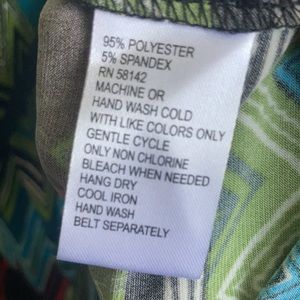 95% POLYESTER
5% SPANDEX
RN 58142
MACHINE OR
HAND WASH COLD
WITH LIKE COLORS ONLY
GENTLE CYCLE
ONLY NON CHLORINE
BLEACH WHEN NEEDED
HANG DRY
COOL IRON
HAND WASH
BELT SEPARATELY